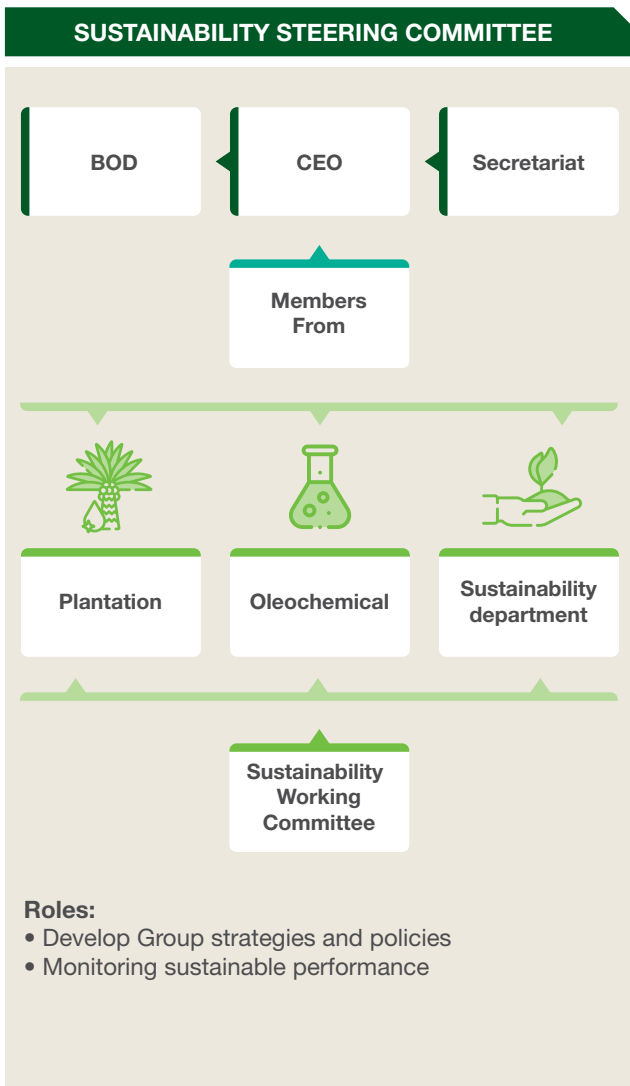 SUSTAINABILITY STEERING COMMITTEE
BOD
CEO
Secretariat
Members
From
Plantation
Oleochemical
Sustainability
department
Sustainability
Working
Committee
Roles:
• Develop Group strategies and policies
• Monitoring sustainable performance